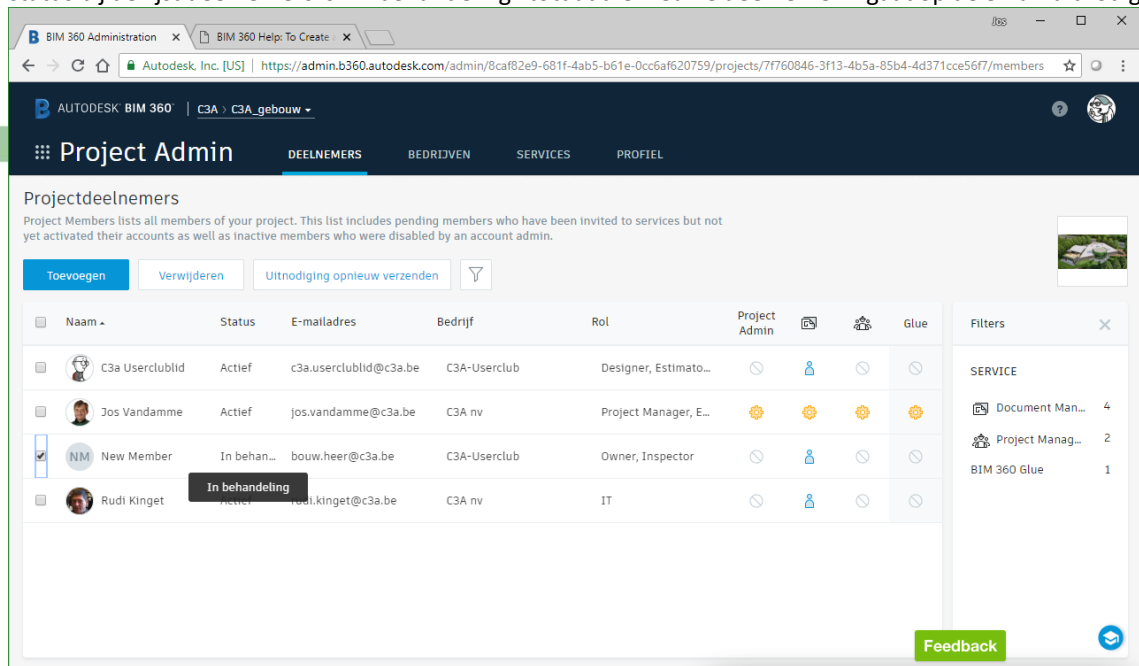 Jos
BIM 360 Administration
BIM 360 Help: To Create
Autodesk, Inc. [US] | https://admin.b360.autodesk.com/admin/8caf82e9-681f-4ab5-b61e-0cc6af620759/projects/7f760846-3f13-4b5a-85b4-4d371cce56f7/members
AUTODESK® BIM 360® | C3A > C3A_gebouw
Project Admin DEELNEMERS BEDRIJVEN SERVICES PROFIEL
Projectdeelnemers
Project Members lists all members of your project. This list includes pending members who have been invited to services but not
yet activated their accounts as well as inactive members who were disabled by an account admin.
Toevoegen Verwijderen Uitnodiging opnieuw verzenden
Naam Status E-mailadres Bedrijf Rol Project Admin Glue Filters
C3a Userclublid Actief c3a.userclublid@c3a.be C3A-Userclub Designer, Estimato...
SERVICE
Jos Vandamme Actief jos.vandamme@c3a.be C3A nv Project Manager, E...
Document Man... 4
Project Manag... 2
NM New Member In behan... bouw.heer@c3a.be C3A-Userclub Owner, Inspector
BIM 360 Glue 1
In behandeling
Rudi Kinget Actief rudi.kinget@c3a.be C3A nv IT
Feedback